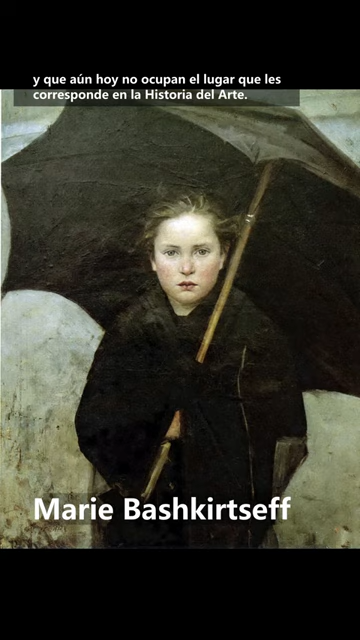 y que aún hoy no ocupan el lugar que les
corresponde en la Historia del Arte.
Marie Bashkirtseff